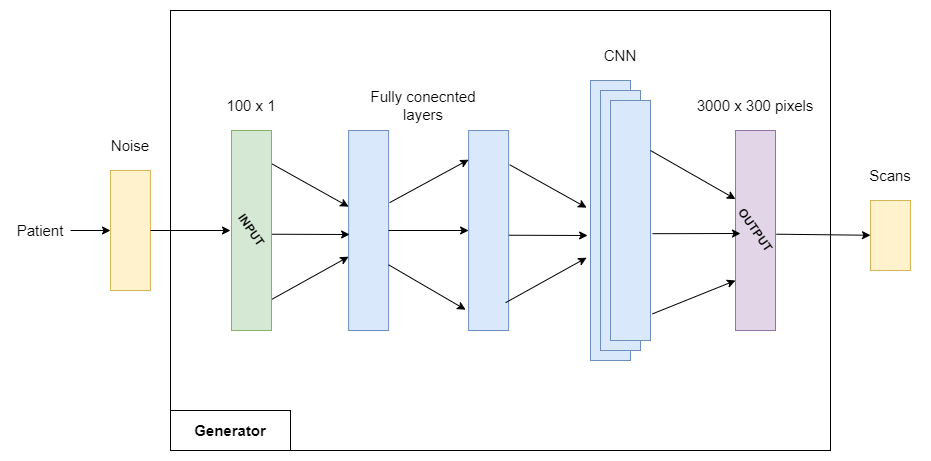 CNN
100 x 1
Fully conecnted
layers
3000 x 300 pixels
Noise
Scans
Patient
INPUT
OUTPUT
Generator